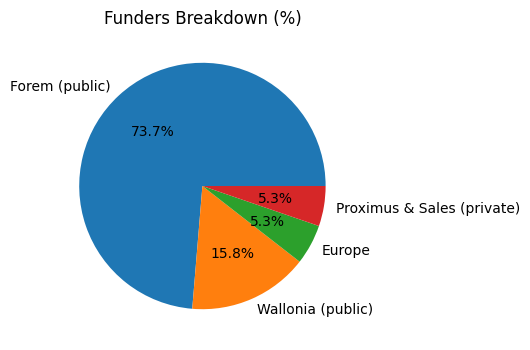 Funders Breakdown (%)
Forem (public)
73.7%
5.3%
Proximus & Sales (private)
5.3%
Europe
15.8%
Wallonia (public)